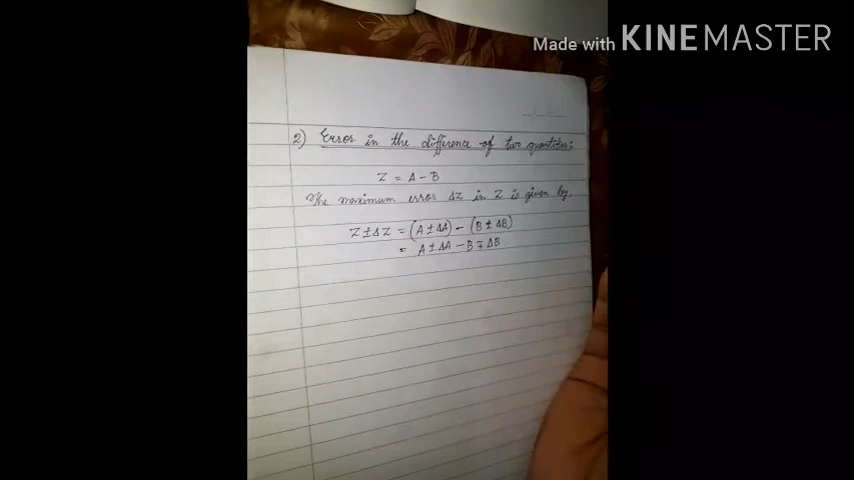 Made with KINEMASTER
2) Error in the difference of two quantities:
Z = A - B
The maximum error ΔZ in Z is given by,
Z ± ΔZ = (A ± ΔA) - (B ± ΔB)
= A ± ΔA - B ∓ ΔB